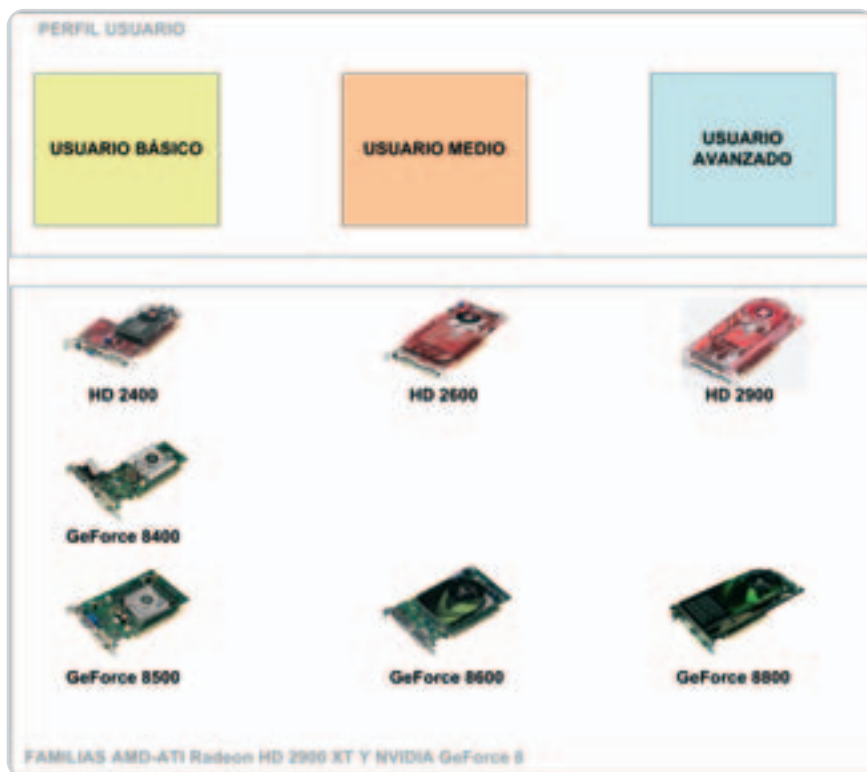 PERFIL USUARIO
USUARIO BÁSICO
USUARIO MEDIO
USUARIO
AVANZADO
HD 2400
HD 2600
HD 2900
GeForce 8400
GeForce 8500
GeForce 8600
GeForce 8800
FAMILIAS AMD-ATI Radeon HD 2900 XT Y NVIDIA GeForce 8